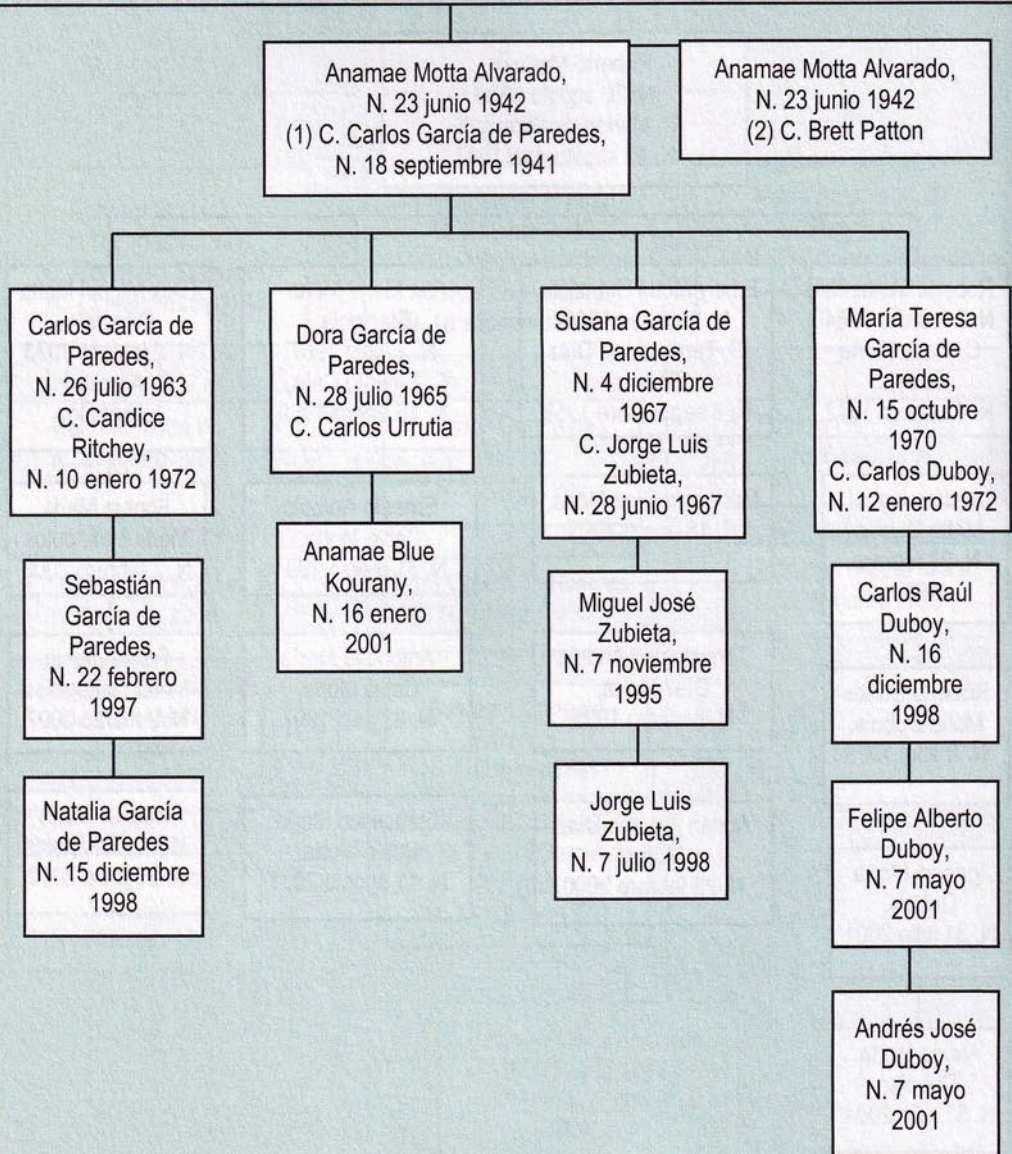 Anamae Motta Alvarado,
N. 23 junio 1942
(1) C. Carlos García de Paredes,
N. 18 septiembre 1941
Anamae Motta Alvarado,
N. 23 junio 1942
(2) C. Brett Patton
Carlos García de
Paredes,
N. 26 julio 1963
C. Candice
Ritchey,
N. 10 enero 1972
Sebastián
García de
Paredes,
N. 22 febrero
1997
Natalia García
de Paredes
N. 15 diciembre
1998
Dora García de
Paredes,
N. 28 julio 1965
C. Carlos Urrutia
Anamae Blue
Kourany,
N. 16 enero
2001
Susana García de
Paredes,
N. 4 diciembre
1967
C. Jorge Luis
Zubieta,
N. 28 junio 1967
Miguel José
Zubieta,
N. 7 noviembre
1995
Jorge Luis
Zubieta,
N. 7 julio 1998
María Teresa
García de
Paredes,
N. 15 octubre
1970
C. Carlos Duboy,
N. 12 enero 1972
Carlos Raúl
Duboy,
N. 16
diciembre
1998
Felipe Alberto
Duboy,
N. 7 mayo
2001
Andrés José
Duboy,
N. 7 mayo
2001